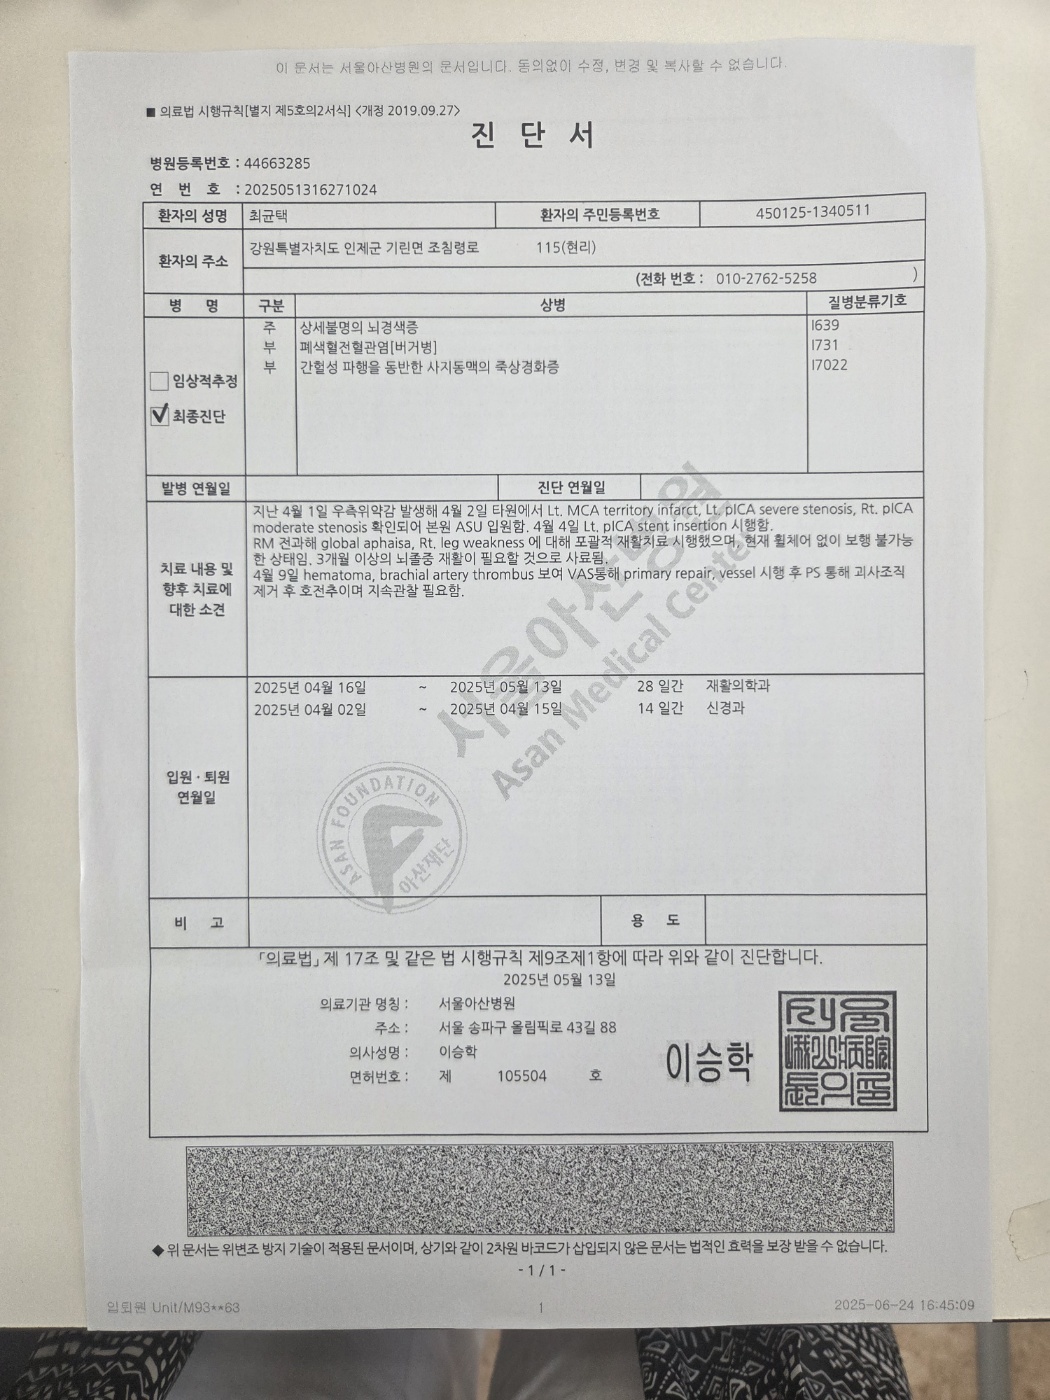 이 문서는 서울아산병원의 문서입니다. 동의없이 수정, 변경 및 복사할 수 없습니다.
■ 의료법 시행규칙[별지 제5호의2서식] <개정 2019.09.27>
진 단 서
병원등록번호 : 44663285
연 번 호 : 2025051316271024
환자의 성명 최균택 환자의 주민등록번호 450125-1340511
환자의 주소 강원특별자치도 인제군 기린면 조침령로 115(현리)
(전화 번호 : 010-2762-5258 )
병 명 구분 상병 질병분류기호
주 상세불명의 뇌경색증 I639
부 폐색혈전혈관염[버거병] I731
부 간헐성 파행을 동반한 사지동맥의 죽상경화증 I7022
임상적추정
최종진단
발병 연월일 진단 연월일
치료 내용 및 향후 치료에 대한 소견
지난 4월 1일 우측위약감 발생해 4월 2일 타원에서 Lt. MCA territory infarct, Lt. pICA severe stenosis, Rt. pICA
moderate stenosis 확인되어 본원 ASU 입원함. 4월 4일 Lt. pICA stent insertion 시행함.
RM 전과해 global aphaisa, Rt. leg weakness 에 대해 포괄적 재활치료 시행했으며, 현재 휠체어 없이 보행 불가능
한 상태임. 3개월 이상의 뇌졸중 재활이 필요할 것으로 사료됨.
4월 9일 hematoma, brachial artery thrombus 보여 VAS통해 primary repair, vessel 시행 후 PS 통해 괴사조직
제거 후 호전추이며 지속관찰 필요함.
서울아산병원
Asan Medical Center
입원 · 퇴원 연월일
2025년 04월 16일 ~ 2025년 05월 13일 28 일간 재활의학과
2025년 04월 02일 ~ 2025년 04월 15일 14 일간 신경과
ASAN FOUNDATION
아산재단
비 고 용 도
「의료법」 제 17조 및 같은 법 시행규칙 제9조제1항에 따라 위와 같이 진단합니다.
2025년 05월 13일
의료기관 명칭 : 서울아산병원
주소 : 서울 송파구 올림픽로 43길 88
의사성명 : 이승학
면허번호 : 제 105504 호
이승학
◆ 위 문서는 위변조 방지 기술이 적용된 문서이며, 상기와 같이 2차원 바코드가 삽입되지 않은 문서는 법적인 효력을 보장 받을 수 없습니다.
- 1 / 1 -
입퇴원 Unit/M93**63 1 2025-06-24 16:45:09